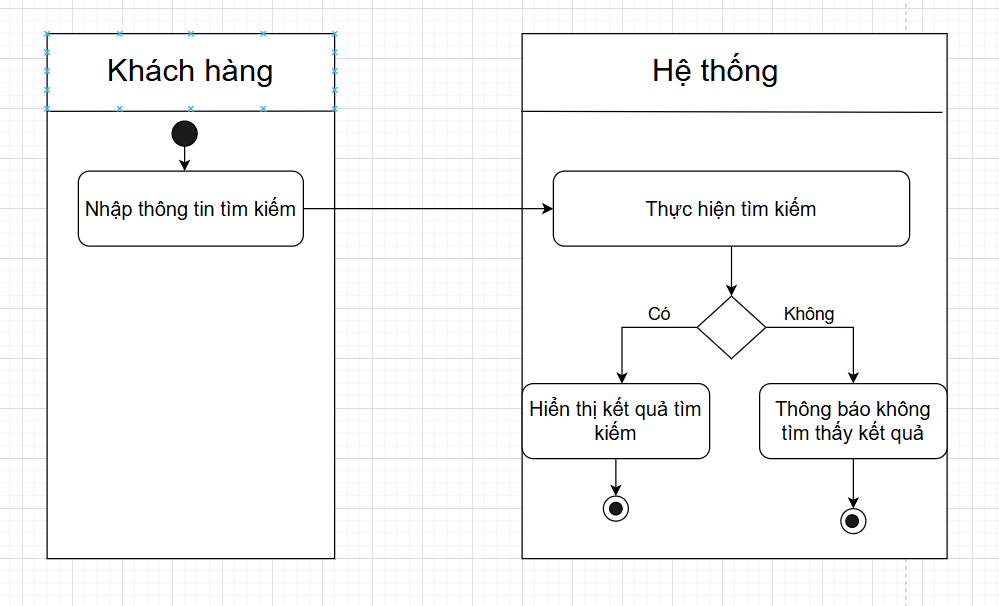 Khách hàng
Hệ thống
Nhập thông tin tìm kiếm
Thực hiện tìm kiếm
Có
Không
Hiển thị kết quả tìm
kiếm
Thông báo không
tìm thấy kết quả